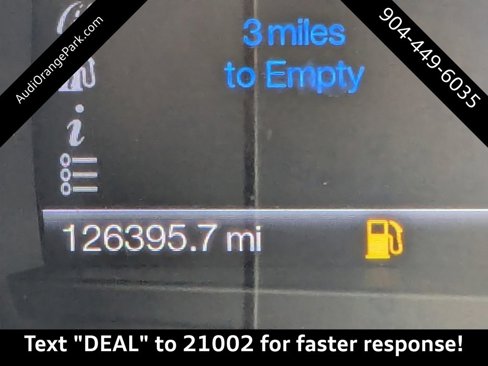 AudiOrangePark.com
904-449-6035
3 miles
to Empty
i
126395.7 mi
Text "DEAL" to 21002 for faster response!